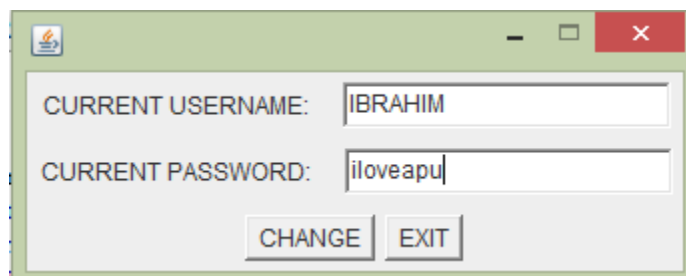 CURRENT USERNAME: IBRAHIM
CURRENT PASSWORD: iloveapu
CHANGE EXIT